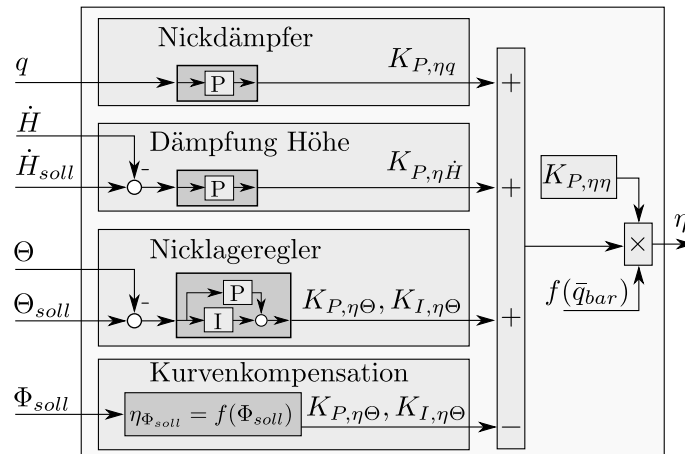 Nickdämpfer
q
P
K_{P,ηq}
+
Ḣ
Dämpfung Höhe
-
Ḣ_{soll}
P
K_{P,ηḢ}
+
K_{P,ηη}
η
×
Nicklageregler
Θ
-
P
Θ_{soll}
I
K_{P,ηΘ}, K_{I,ηΘ}
+
f(q̄_{bar})
Kurvenkompensation
Φ_{soll}
η_{Φ_{soll}} = f(Φ_{soll})
K_{P,ηΘ}, K_{I,ηΘ}
−